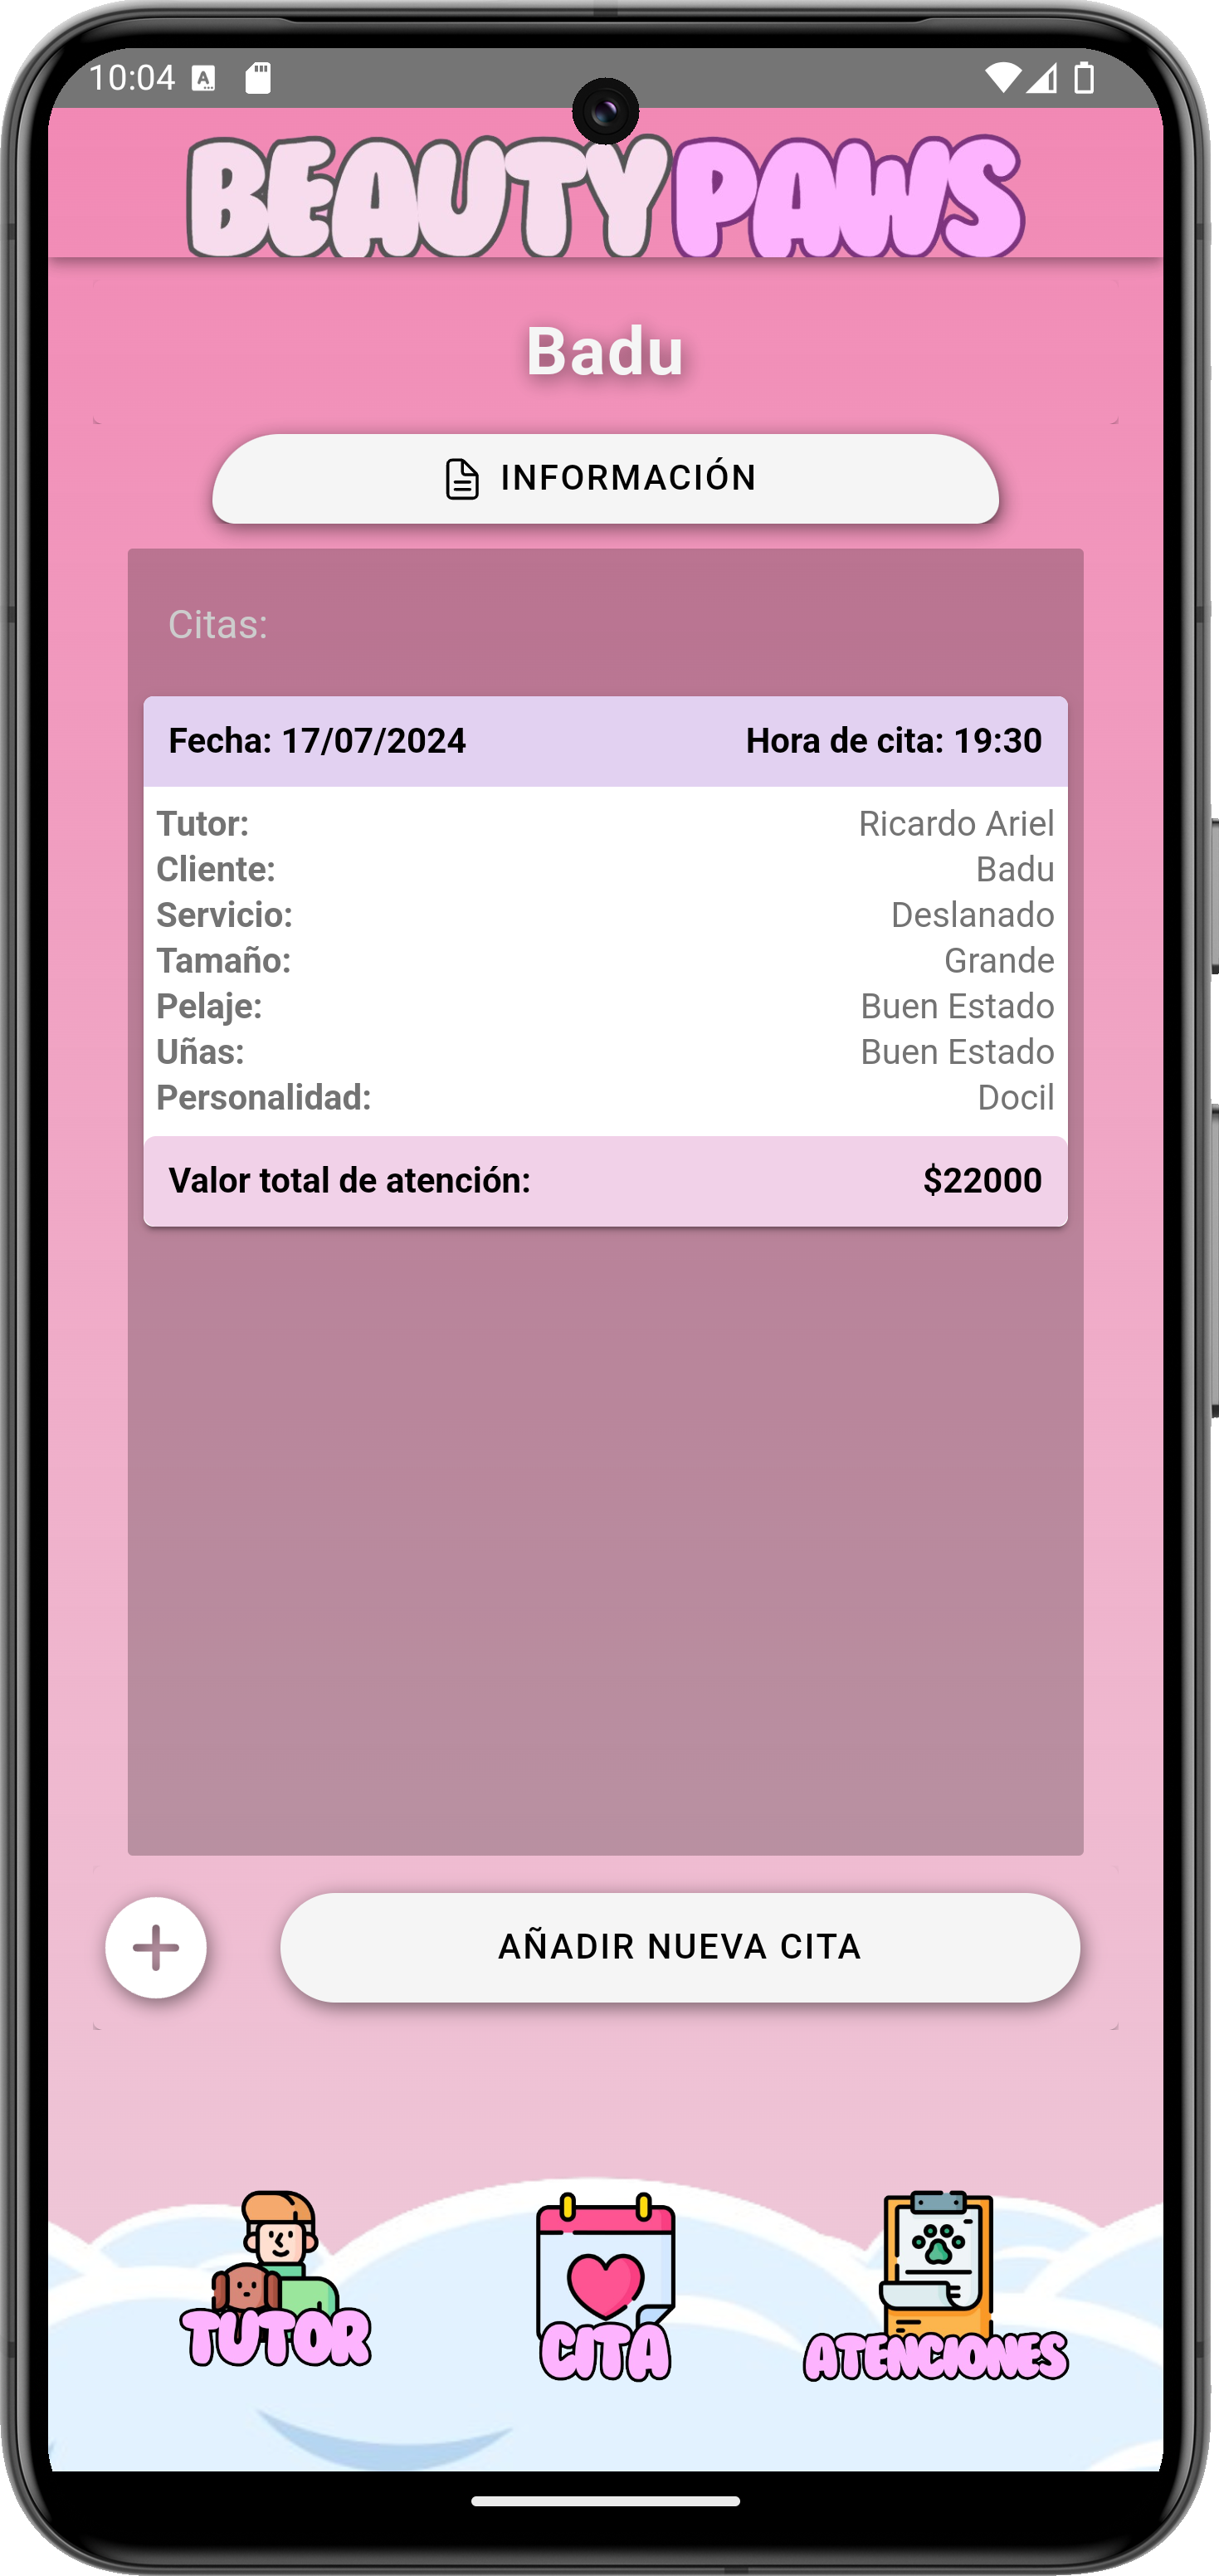 10:04
BEAUTY PAWS
Badu
INFORMACIÓN
Citas:
Fecha: 17/07/2024 Hora de cita: 19:30
Tutor: Ricardo Ariel
Cliente: Badu
Servicio: Deslanado
Tamaño: Grande
Pelaje: Buen Estado
Uñas: Buen Estado
Personalidad: Docil
Valor total de atención: $22000
AÑADIR NUEVA CITA
TUTOR CITA ATENCIONES